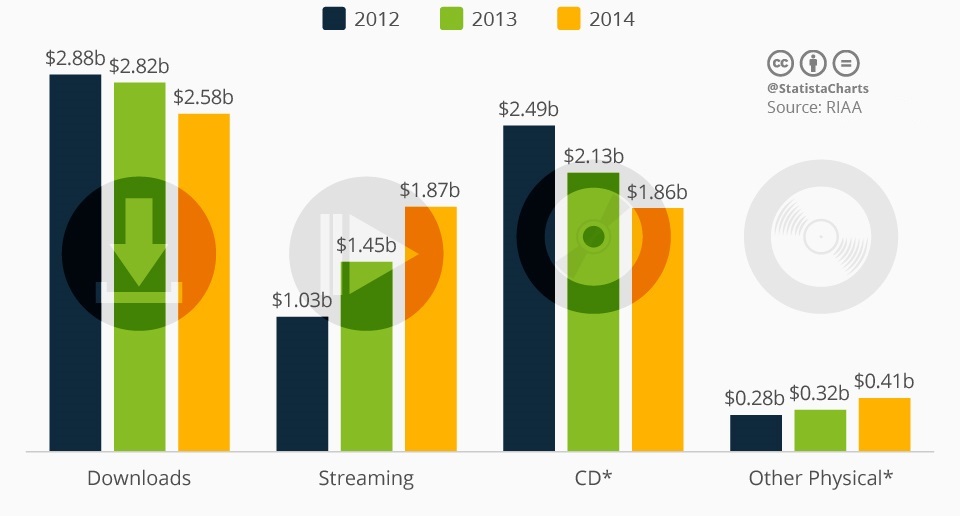 2012 2013 2014
@StatistaCharts
Source: RIAA
$2.88b $2.82b $2.58b
$1.03b $1.45b $1.87b
$2.49b $2.13b $1.86b
$0.28b $0.32b $0.41b
Downloads Streaming CD* Other Physical*